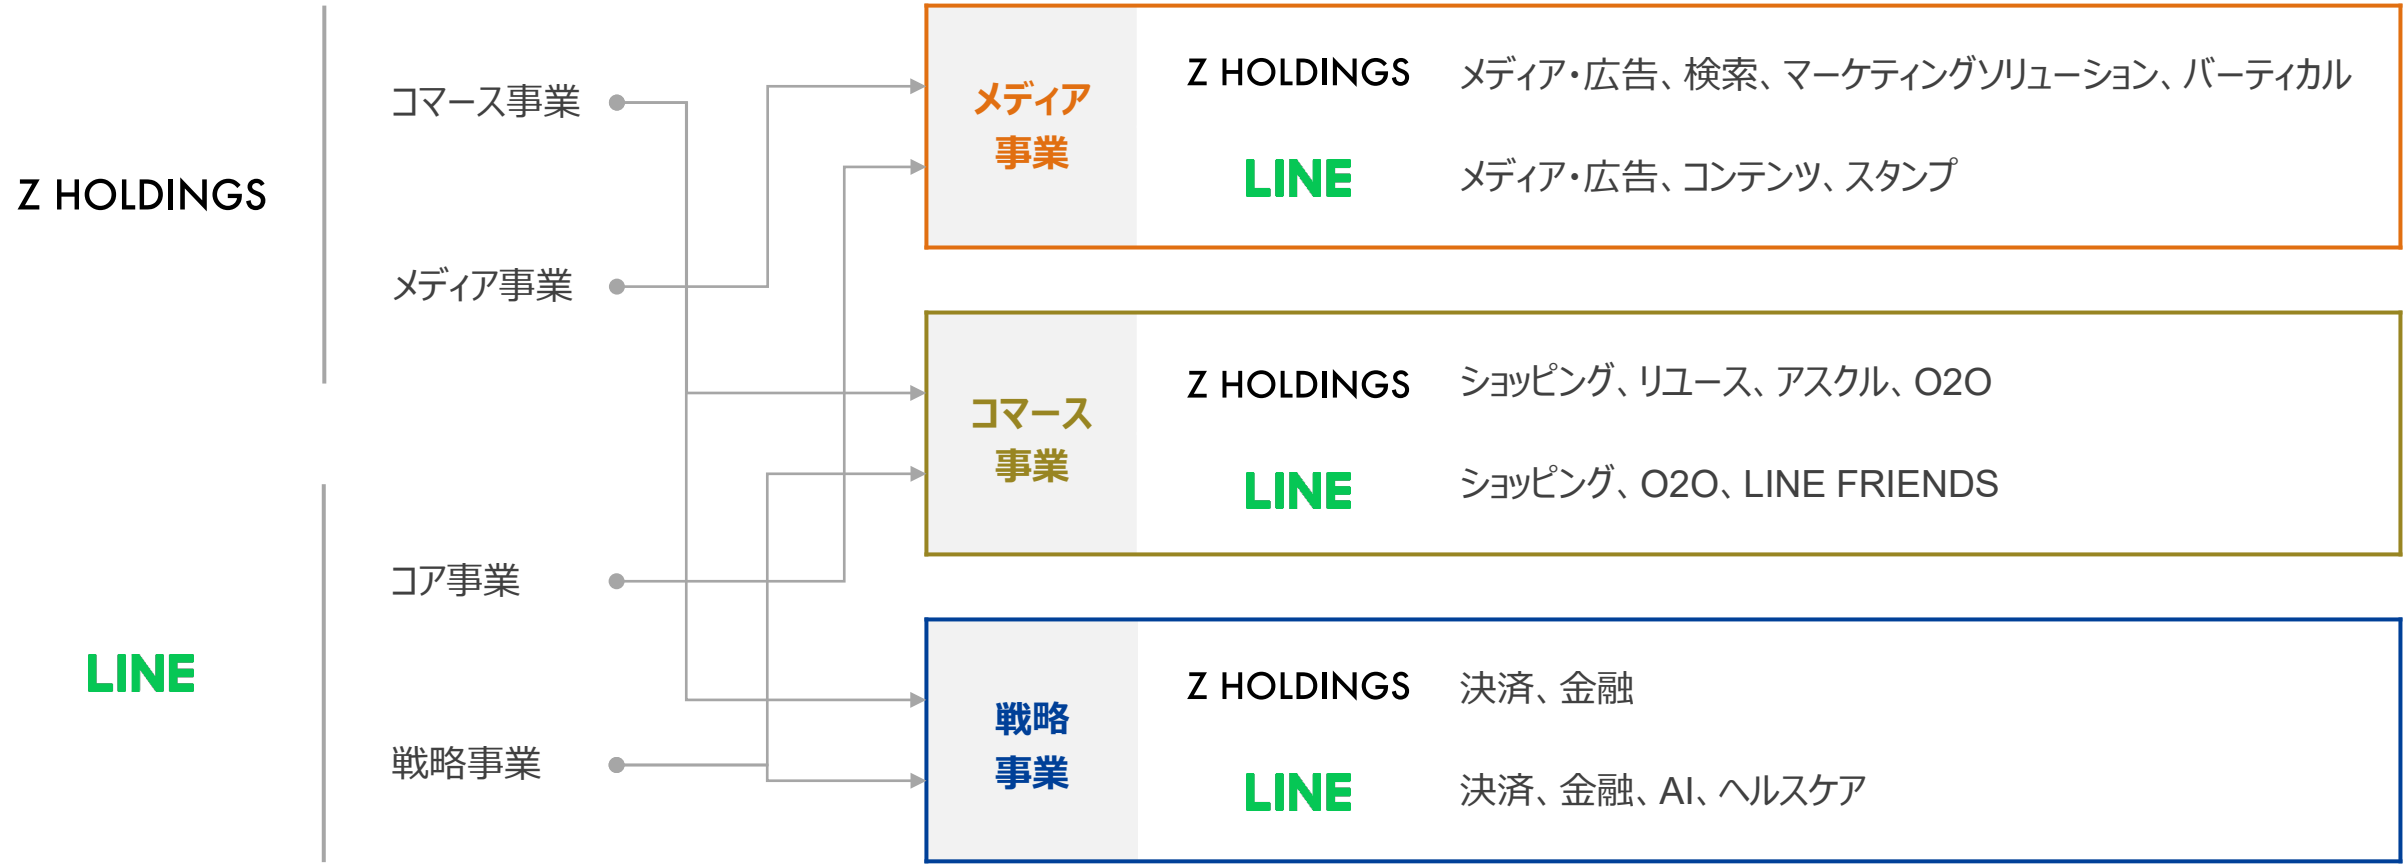 Z HOLDINGS
コマース事業
メディア事業
LINE
コア事業
戦略事業
メディア
事業
Z HOLDINGS
メディア・広告、検索、マーケティングソリューション、バーティカル
LINE
メディア・広告、コンテンツ、スタンプ
コマース
事業
Z HOLDINGS
ショッピング、リユース、アスクル、O2O
LINE
ショッピング、O2O、LINE FRIENDS
戦略
事業
Z HOLDINGS
決済、金融
LINE
決済、金融、AI、ヘルスケア